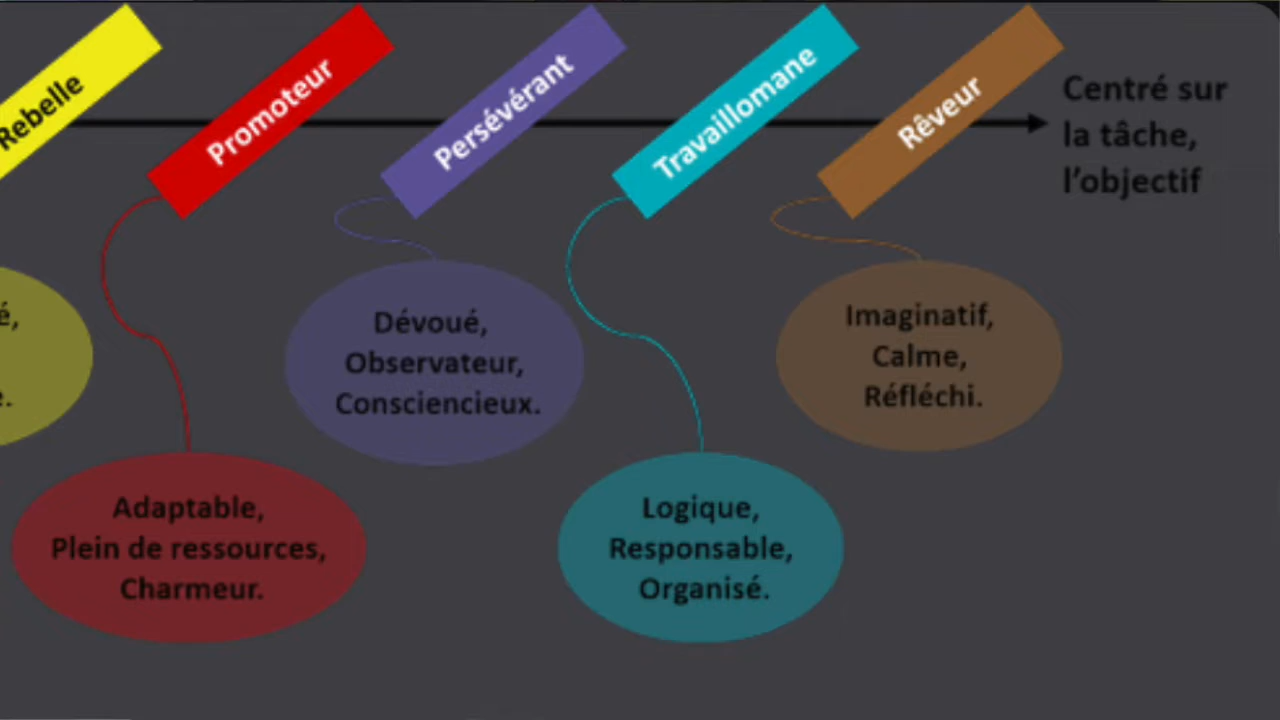 Rebelle
Promoteur
Persévérant
Travaillomane
Rêveur
Centré sur
la tâche,
l'objectif
é,
e.
Dévoué,
Observateur,
Consciencieux.
Imaginatif,
Calme,
Réfléchi.
Adaptable,
Plein de ressources,
Charmeur.
Logique,
Responsable,
Organisé.